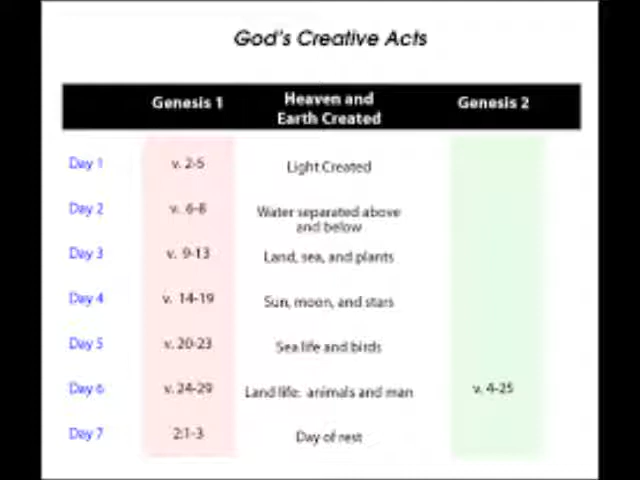 God's Creative Acts
Genesis 1 Heaven and Earth Created Genesis 2
Day 1 v. 2-5 Light Created
Day 2 v. 6-8 Water separated above and below
Day 3 v. 9-13 Land, sea, and plants
Day 4 v. 14-19 Sun, moon, and stars
Day 5 v. 20-23 Sea life and birds
Day 6 v. 24-29 Land life: animals and man v. 4-25
Day 7 2:1-3 Day of rest